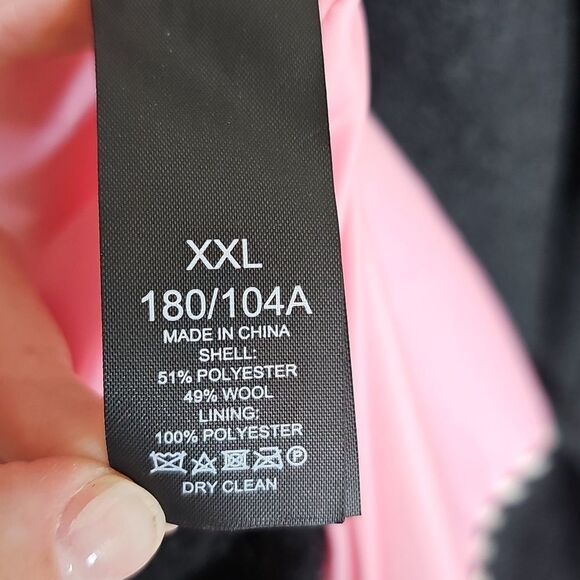 XXL
180/104A
MADE IN CHINA
SHELL:
51% POLYESTER
49% WOOL
LINING:
100% POLYESTER
P
DRY CLEAN